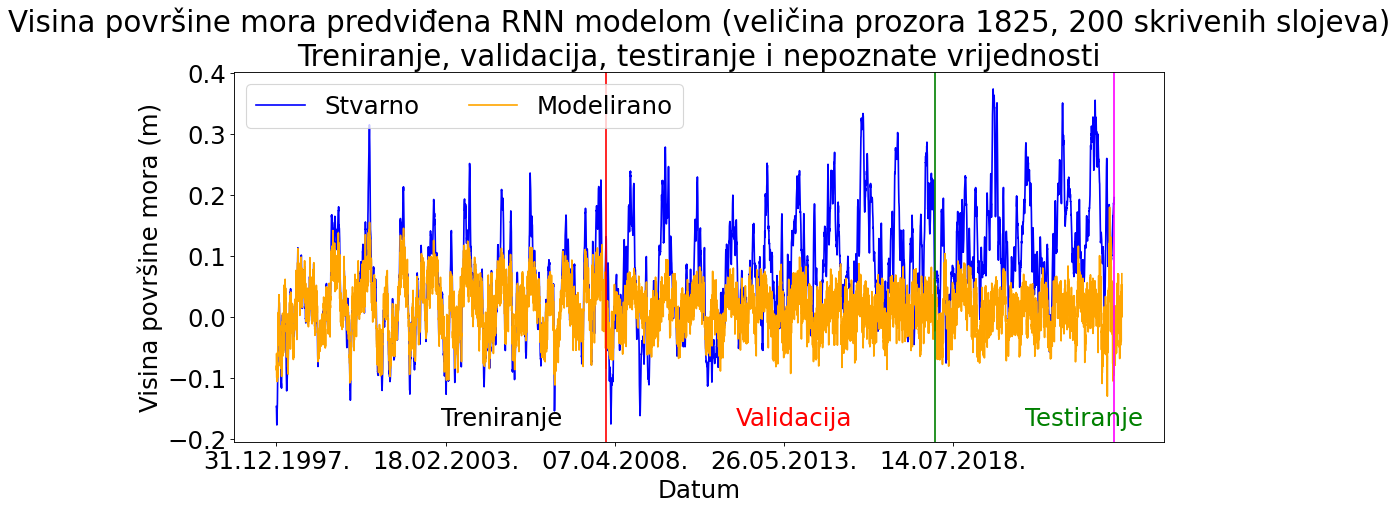 Visina površine mora predviđena RNN modelom (veličina prozora 1825, 200 skrivenih slojeva)
Treniranje, validacija, testiranje i nepoznate vrijednosti
Stvarno
Modelirano
Visina površine mora (m)
0.4
0.3
0.2
0.1
0.0
−0.1
−0.2
Treniranje
Validacija
Testiranje
31.12.1997.
18.02.2003.
07.04.2008.
26.05.2013.
14.07.2018.
Datum